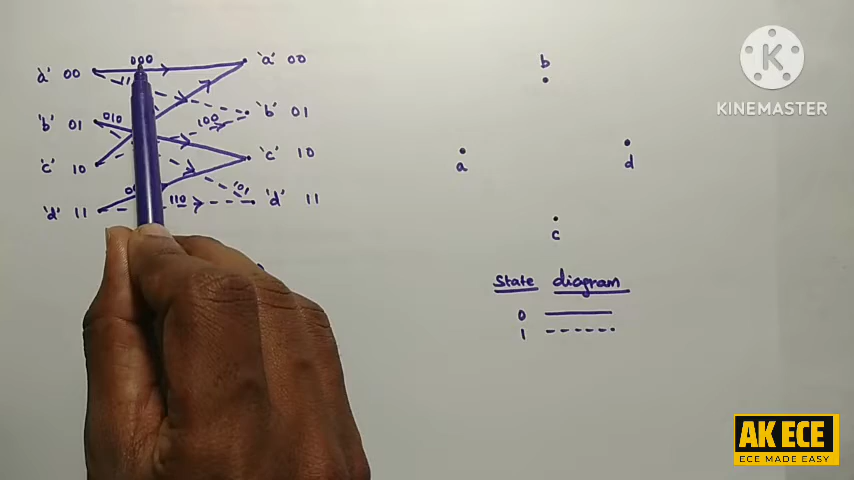 000
'a' 00
'a' 00
11
'b' 01
010
100
'b' 01
'c' 10
'c' 10
'd' 11
00
110
101
'd' 11
b
a
d
c
State diagram
0
1
KINEMASTER
AK ECE
ECE MADE EASY